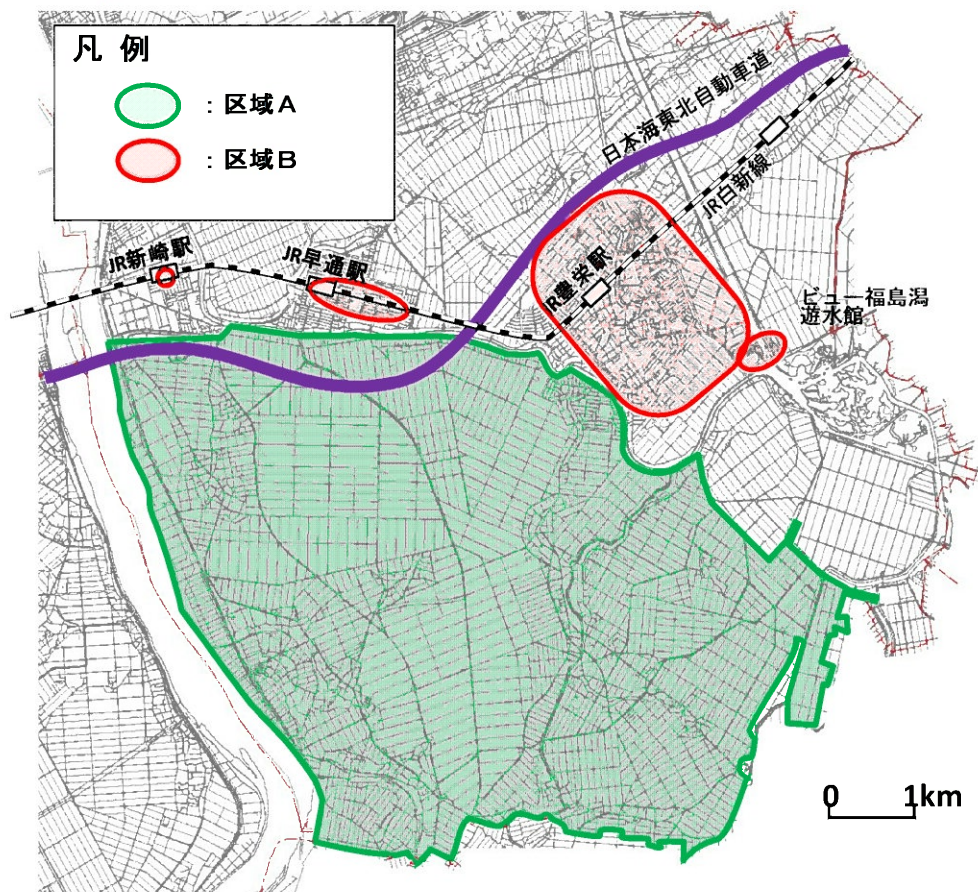 凡 例
：区域A
：区域B
日本海東北自動車道
JR白新線
JR新崎駅
JR早通駅
JR豊栄駅
ビュー福島潟
遊水館
0 1km